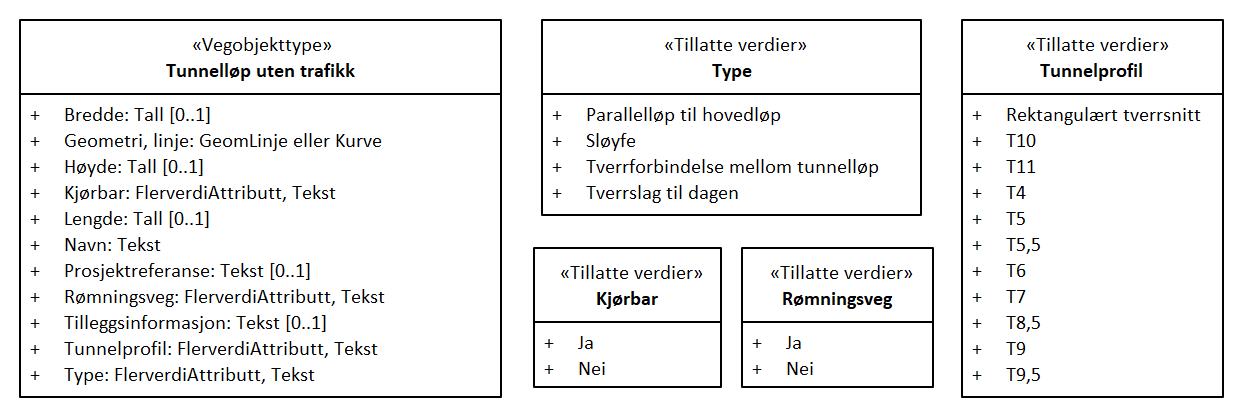 «Vegobjekttype»
Tunnelløp uten trafikk
+ Bredde: Tall [0..1]
+ Geometri, linje: GeomLinje eller Kurve
+ Høyde: Tall [0..1]
+ Kjørbar: FlerverdiAttributt, Tekst
+ Lengde: Tall [0..1]
+ Navn: Tekst
+ Prosjektreferanse: Tekst [0..1]
+ Rømningsveg: FlerverdiAttributt, Tekst
+ Tilleggsinformasjon: Tekst [0..1]
+ Tunnelprofil: FlerverdiAttributt, Tekst
+ Type: FlerverdiAttributt, Tekst
«Tillatte verdier»
Type
+ Parallelløp til hovedløp
+ Sløyfe
+ Tverrforbindelse mellom tunnelløp
+ Tverrslag til dagen
«Tillatte verdier»
Kjørbar
+ Ja
+ Nei
«Tillatte verdier»
Rømningsveg
+ Ja
+ Nei
«Tillatte verdier»
Tunnelprofil
+ Rektangulært tverrsnitt
+ T10
+ T11
+ T4
+ T5
+ T5,5
+ T6
+ T7
+ T8,5
+ T9
+ T9,5